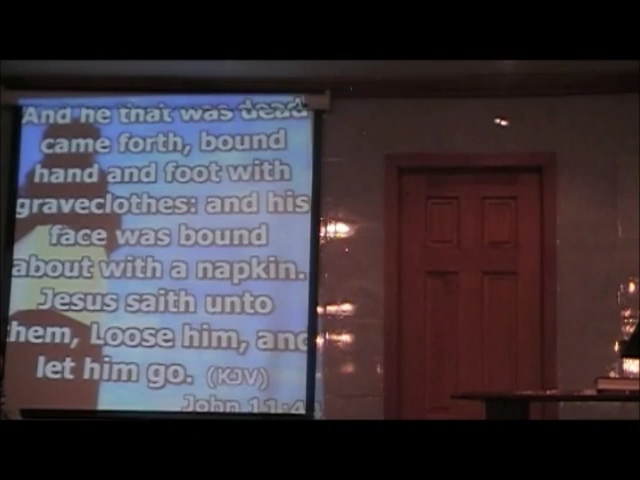 And he that was dead
came forth, bound
hand and foot with
graveclothes: and his
face was bound
about with a napkin.
Jesus saith unto
them, Loose him, and
let him go. (KJV)
John 11:4